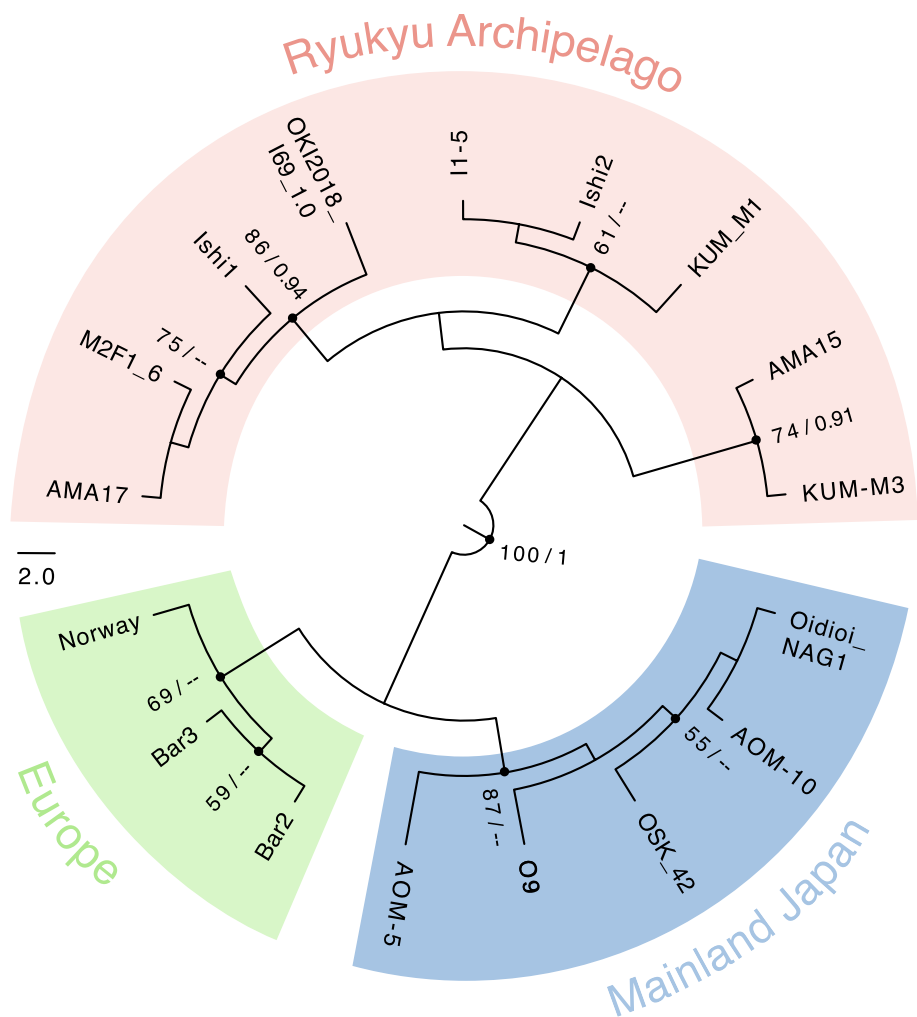 Ryukyu Archipelago
OKI2018_
I69_1.0
I1-5
Ishi2
61/--
KUM_M1
86/0.94
Ishi1
75/--
M2F1_6
AMA17
AMA15
74/0.91
KUM-M3
100/1
2.0
Norway
69/--
Bar3
59/--
Bar2
Europe
Oidioi_
NAG1
AOM-10
55/--
OSK_42
O9
87/--
AOM-5
Mainland Japan